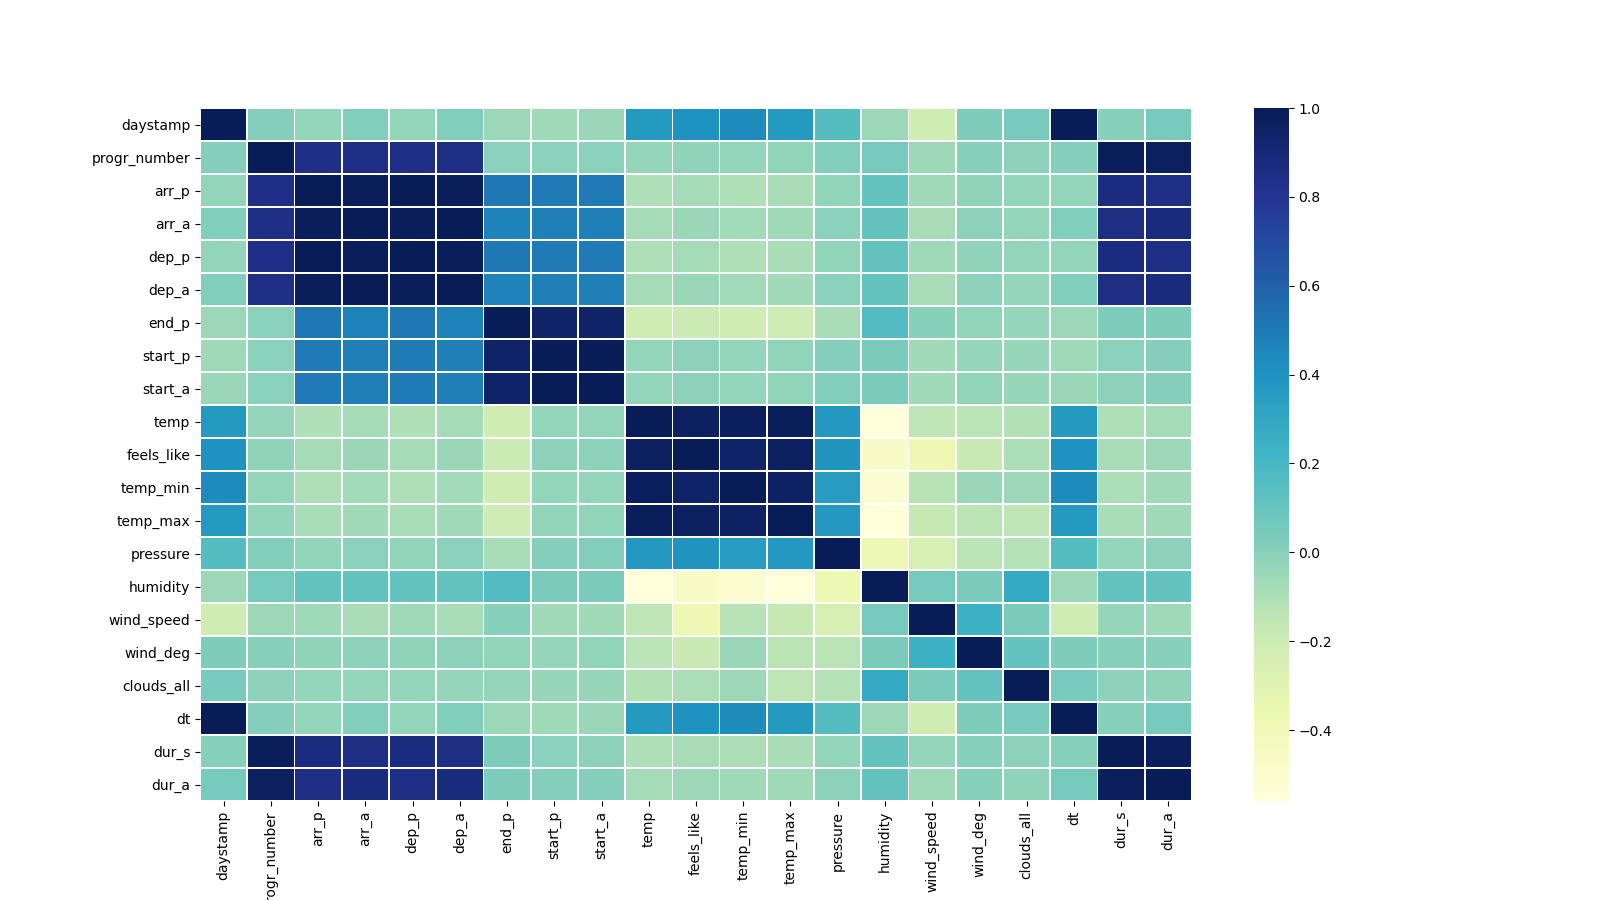 daystamp
progr_number
arr_p
arr_a
dep_p
dep_a
end_p
start_p
start_a
temp
feels_like
temp_min
temp_max
pressure
humidity
wind_speed
wind_deg
clouds_all
dt
dur_s
dur_a
daystamp
rogr_number
arr_p
arr_a
dep_p
dep_a
end_p
start_p
start_a
temp
feels_like
temp_min
temp_max
pressure
humidity
wind_speed
wind_deg
clouds_all
dt
dur_s
dur_a
1.0
0.8
0.6
0.4
0.2
0.0
−0.2
−0.4